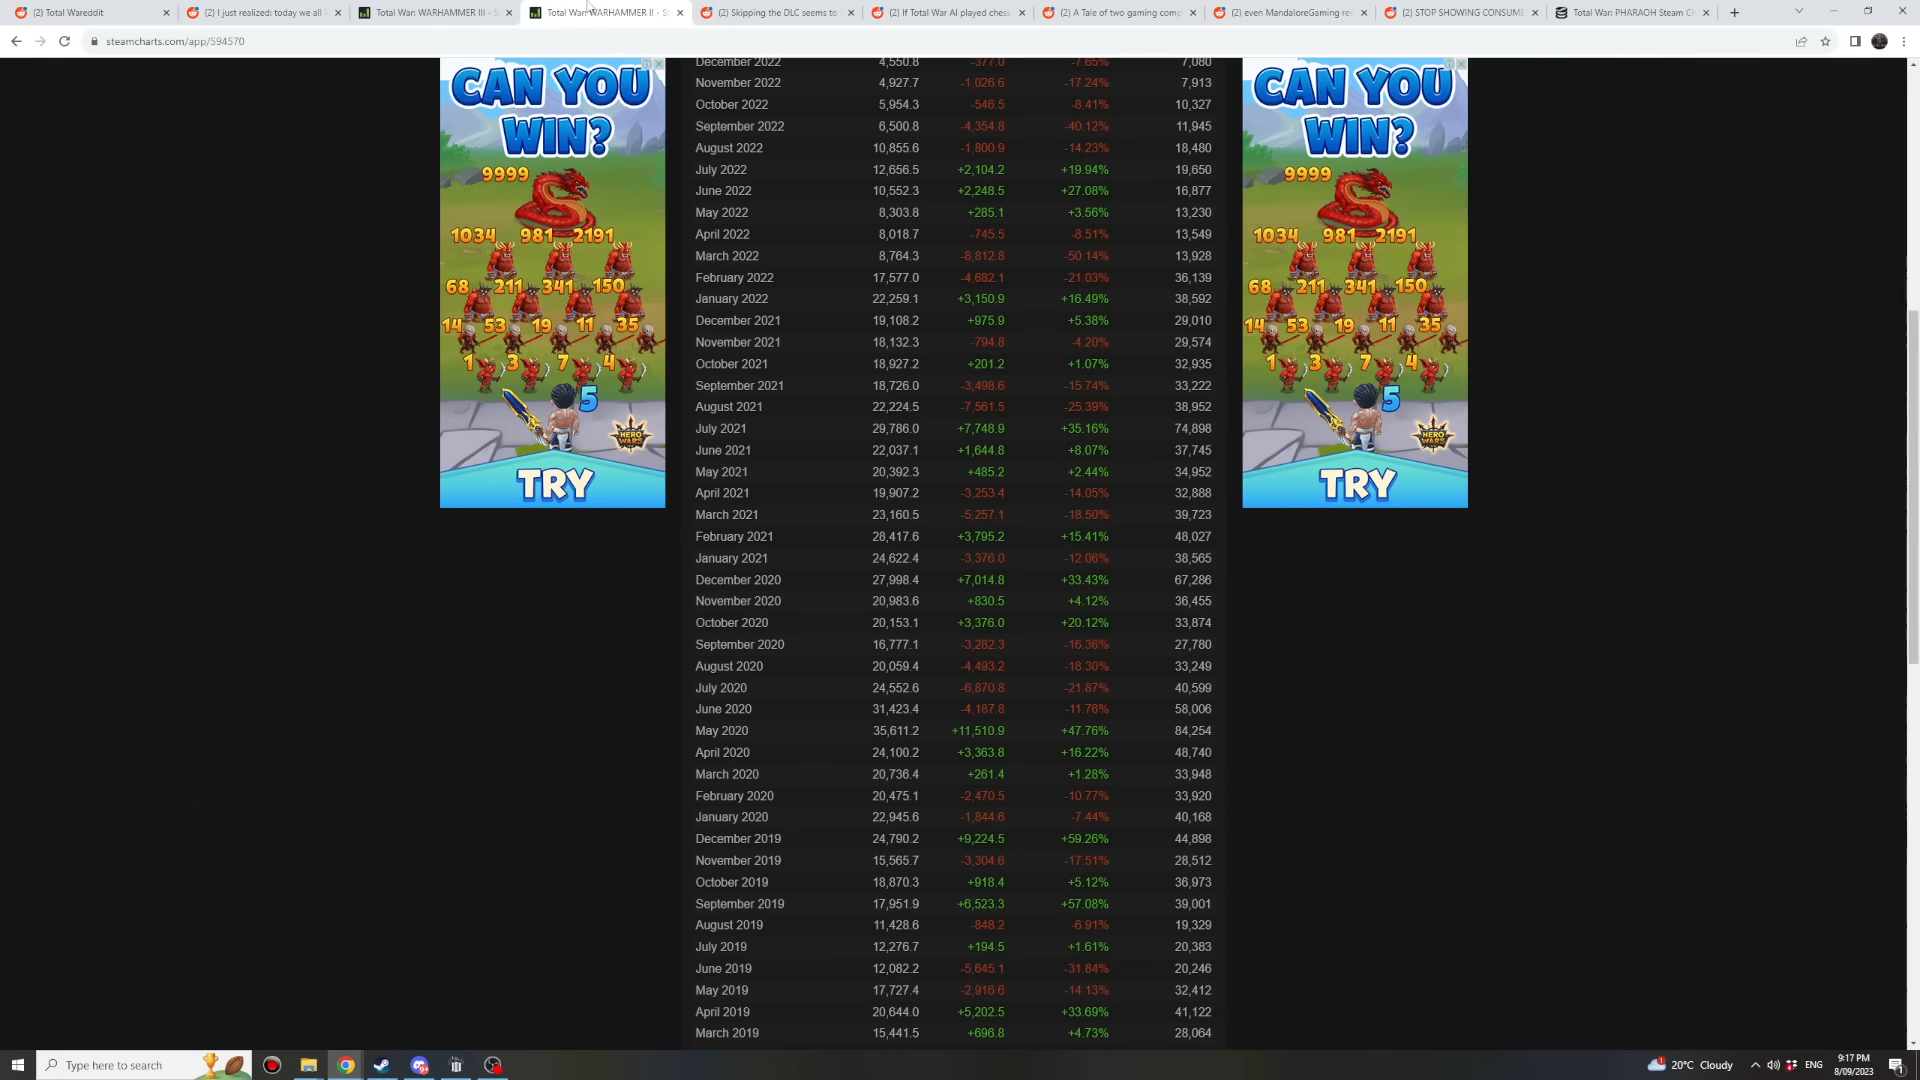 (2) Total Wareddit
(2) I just realized: today we all
Total War: WARHAMMER III - S
Total War: WARHAMMER II - S
(2) Skipping the DLC seems to
(2) If Total War AI played chess
(2) A Tale of two gaming comp
(2) even MandaloreGaming re
(2) STOP SHOWING CONSUME
Total War: PHARAOH Steam C
steamcharts.com/app/594570
CAN YOU WIN?
9999
1034 981 2191
68 211 341 150
14 53 19 11 35
1 3 7 4
5
HERO WARS
TRY
December 2022 4,550.8 -377.0 -7.65% 7,080
November 2022 4,927.7 -1,026.6 -17.24% 7,913
October 2022 5,954.3 -546.5 -8.41% 10,327
September 2022 6,500.8 -4,354.8 -40.12% 11,945
August 2022 10,855.6 -1,800.9 -14.23% 18,480
July 2022 12,656.5 +2,104.2 +19.94% 19,650
June 2022 10,552.3 +2,248.5 +27.08% 16,877
May 2022 8,303.8 +285.1 +3.56% 13,230
April 2022 8,018.7 -745.5 -8.51% 13,549
March 2022 8,764.3 -8,812.8 -50.14% 13,928
February 2022 17,577.0 -4,682.1 -21.03% 36,139
January 2022 22,259.1 +3,150.9 +16.49% 38,592
December 2021 19,108.2 +975.9 +5.38% 29,010
November 2021 18,132.3 -794.8 -4.20% 29,574
October 2021 18,927.2 +201.2 +1.07% 32,935
September 2021 18,726.0 -3,498.6 -15.74% 33,222
August 2021 22,224.5 -7,561.5 -25.39% 38,952
July 2021 29,786.0 +7,748.9 +35.16% 74,898
June 2021 22,037.1 +1,644.8 +8.07% 37,745
May 2021 20,392.3 +485.2 +2.44% 34,952
April 2021 19,907.2 -3,253.4 -14.05% 32,888
March 2021 23,160.5 -5,257.1 -18.50% 39,723
February 2021 28,417.6 +3,795.2 +15.41% 48,027
January 2021 24,622.4 -3,376.0 -12.06% 38,565
December 2020 27,998.4 +7,014.8 +33.43% 67,286
November 2020 20,983.6 +830.5 +4.12% 36,455
October 2020 20,153.1 +3,376.0 +20.12% 33,874
September 2020 16,777.1 -3,282.3 -16.36% 27,780
August 2020 20,059.4 -4,493.2 -18.30% 33,249
July 2020 24,552.6 -6,870.8 -21.87% 40,599
June 2020 31,423.4 -4,187.8 -11.76% 58,006
May 2020 35,611.2 +11,510.9 +47.76% 84,254
April 2020 24,100.2 +3,363.8 +16.22% 48,740
March 2020 20,736.4 +261.4 +1.28% 33,948
February 2020 20,475.1 -2,470.5 -10.77% 33,920
January 2020 22,945.6 -1,844.6 -7.44% 40,168
December 2019 24,790.2 +9,224.5 +59.26% 44,898
November 2019 15,565.7 -3,304.6 -17.51% 28,512
October 2019 18,870.3 +918.4 +5.12% 36,973
September 2019 17,951.9 +6,523.3 +57.08% 39,001
August 2019 11,428.6 -848.2 -6.91% 19,329
July 2019 12,276.7 +194.5 +1.61% 20,383
June 2019 12,082.2 -5,645.1 -31.84% 20,246
May 2019 17,727.4 -2,916.6 -14.13% 32,412
April 2019 20,644.0 +5,202.5 +33.69% 41,122
March 2019 15,441.5 +696.8 +4.73% 28,064
CAN YOU WIN?
9999
1034 981 2191
68 211 341 150
14 53 19 11 35
1 3 7 4
5
HERO WARS
TRY
Type here to search
20°C Cloudy
ENG
9:17 PM
8/09/2023